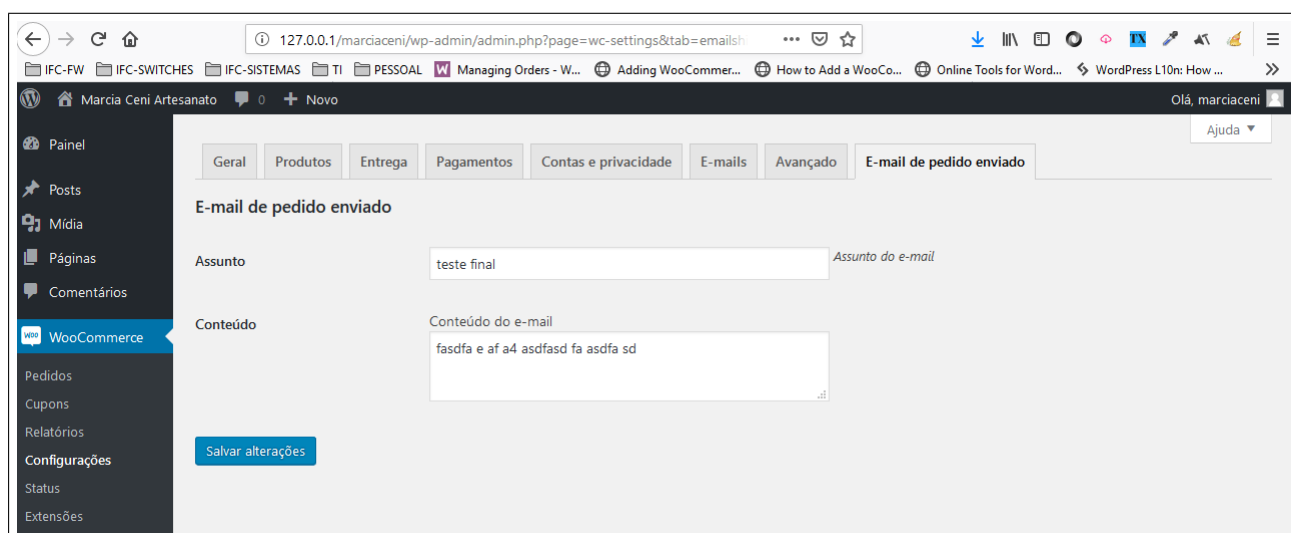 127.0.0.1/marciaceni/wp-admin/admin.php?page=wc-settings&tab=emailsh
IFC-FW IFC-SWITCHES IFC-SISTEMAS TI PESSOAL Managing Orders - W... Adding WooCommer... How to Add a WooCo... Online Tools for Word... WordPress L10n: How ...
Marcia Ceni Artesanato 0 + Novo Olá, marciaceni
Ajuda
Painel
Posts
Mídia
Páginas
Comentários
WooCommerce
Pedidos
Cupons
Relatórios
Configurações
Status
Extensões
Geral Produtos Entrega Pagamentos Contas e privacidade E-mails Avançado E-mail de pedido enviado
E-mail de pedido enviado
Assunto
teste final
Assunto do e-mail
Conteúdo
Conteúdo do e-mail
fasdfa e af a4 asdfasd fa asdfa sd
Salvar alterações